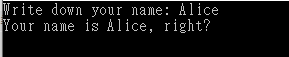 Write down your name: Alice
Your name is Alice, right?